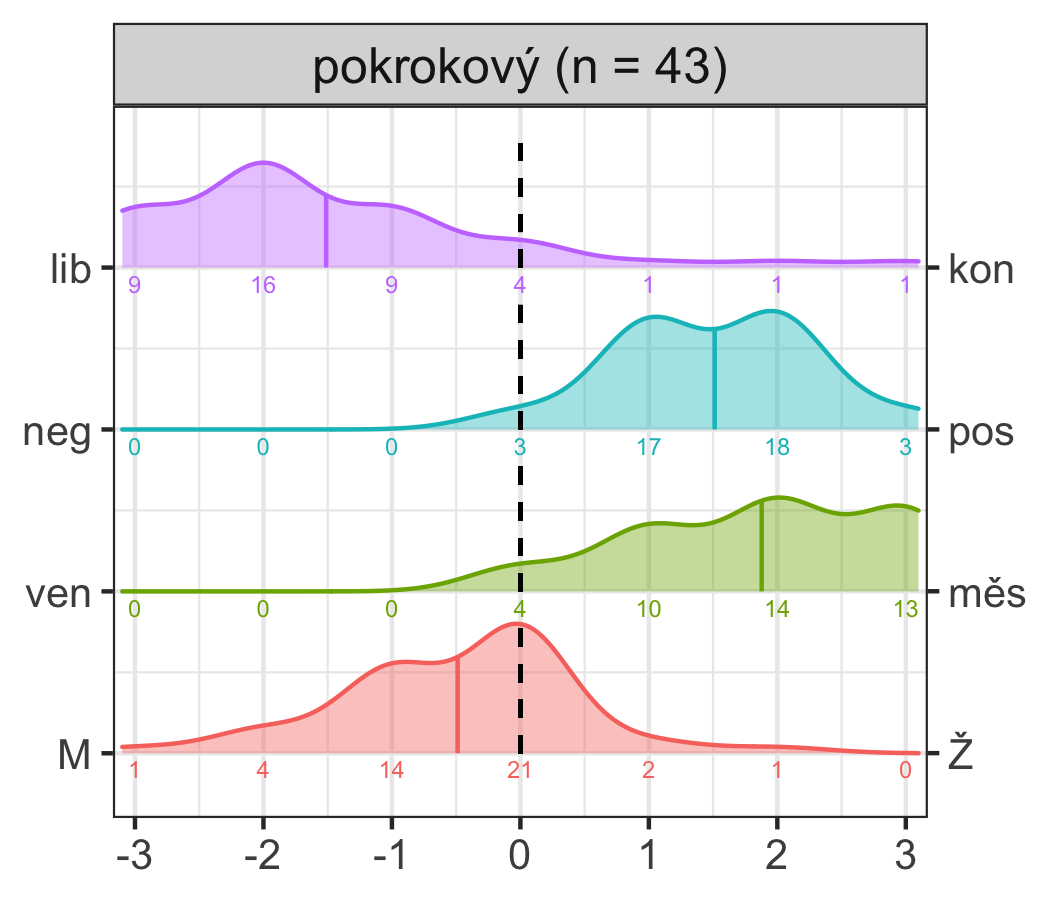 pokrokový (n = 43)
lib kon
9 16 9 4 1 1 1
neg pos
0 0 0 3 17 18 3
ven měs
0 0 0 4 10 14 13
M Ž
1 4 14 21 2 1 0
-3 -2 -1 0 1 2 3